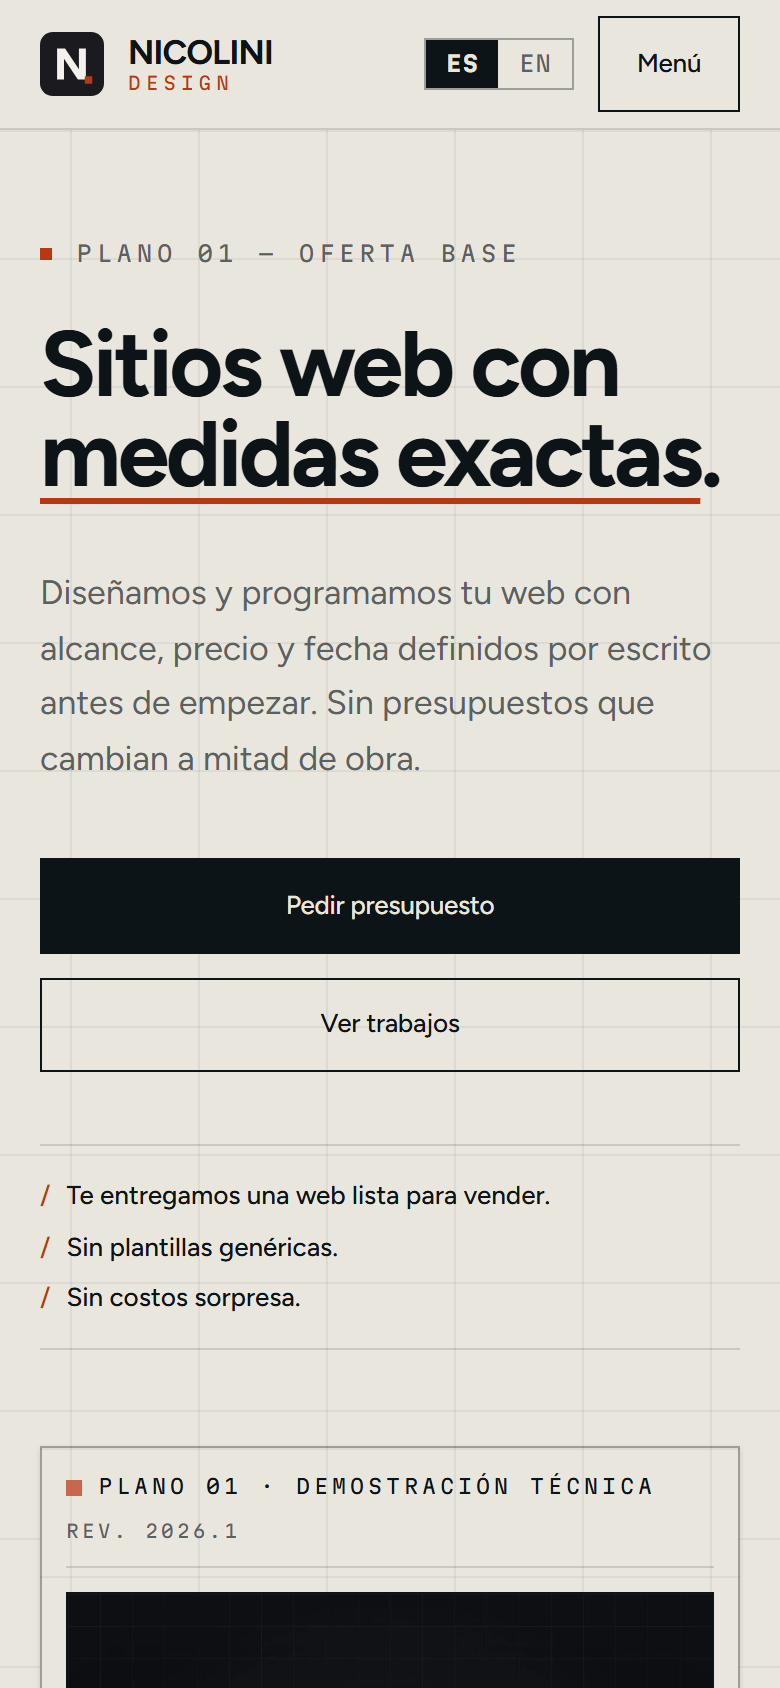 N.
NICOLINI
DESIGN
ES
EN
Menú
PLANO 01 — OFERTA BASE
Sitios web con
medidas exactas.
Diseñamos y programamos tu web con
alcance, precio y fecha definidos por escrito
antes de empezar. Sin presupuestos que
cambian a mitad de obra.
Pedir presupuesto
Ver trabajos
/ Te entregamos una web lista para vender.
/ Sin plantillas genéricas.
/ Sin costos sorpresa.
PLANO 01 · DEMOSTRACIÓN TÉCNICA
REV. 2026.1